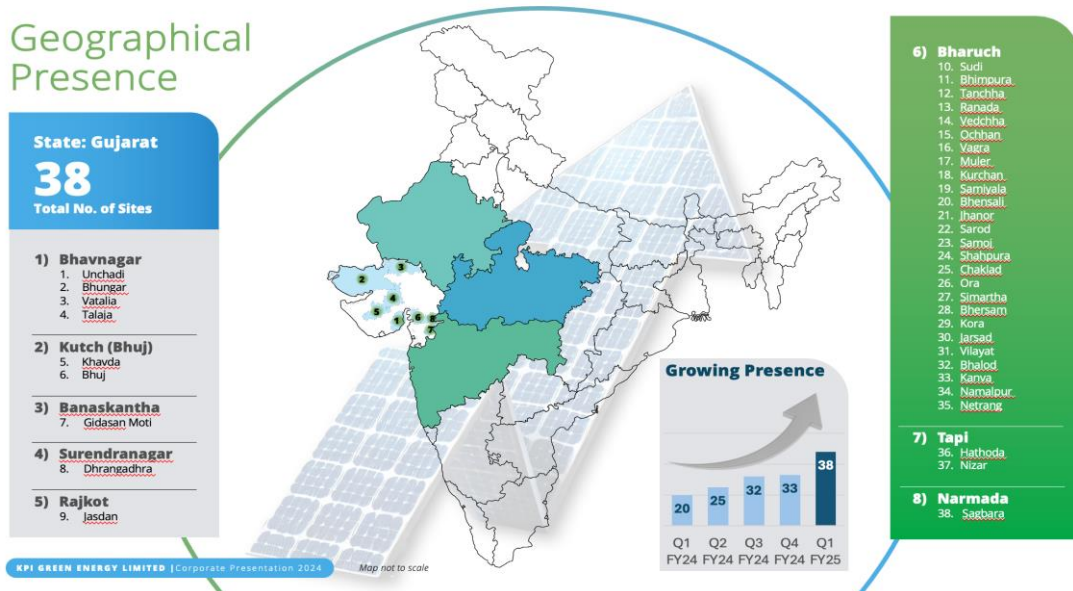 Geographical
Presence
State: Gujarat
38
Total No. of Sites
1) Bhavnagar
1. Unchadi
2. Bhungar
3. Vatalia
4. Talaja
2) Kutch (Bhuj)
5. Khavda
6. Bhuj
3) Banaskantha
7. Gidasan Moti
4) Surendranagar
8. Dhrangadhra
5) Rajkot
9. Jasdan
2
3
4
5
1
6
8
7
Growing Presence
20
25
32
33
38
Q1 Q2 Q3 Q4 Q1
FY24 FY24 FY24 FY24 FY25
6) Bharuch
10. Sudi
11. Bhimpura
12. Tanchha
13. Ranada
14. Vedchha
15. Ochhan
16. Vagra
17. Muler
18. Kurchan
19. Samiyala
20. Bhensali
21. Jhanor
22. Sarod
23. Samoi
24. Shahpura
25. Chaklad
26. Ora
27. Simartha
28. Bhersam
29. Kora
30. Jarsad
31. Vilayat
32. Bhalod
33. Kanva
34. Namalpur
35. Netrang
7) Tapi
36. Hathoda
37. Nizar
8) Narmada
38. Sagbara
KPI GREEN ENERGY LIMITED |Corporate Presentation 2024
Map not to scale